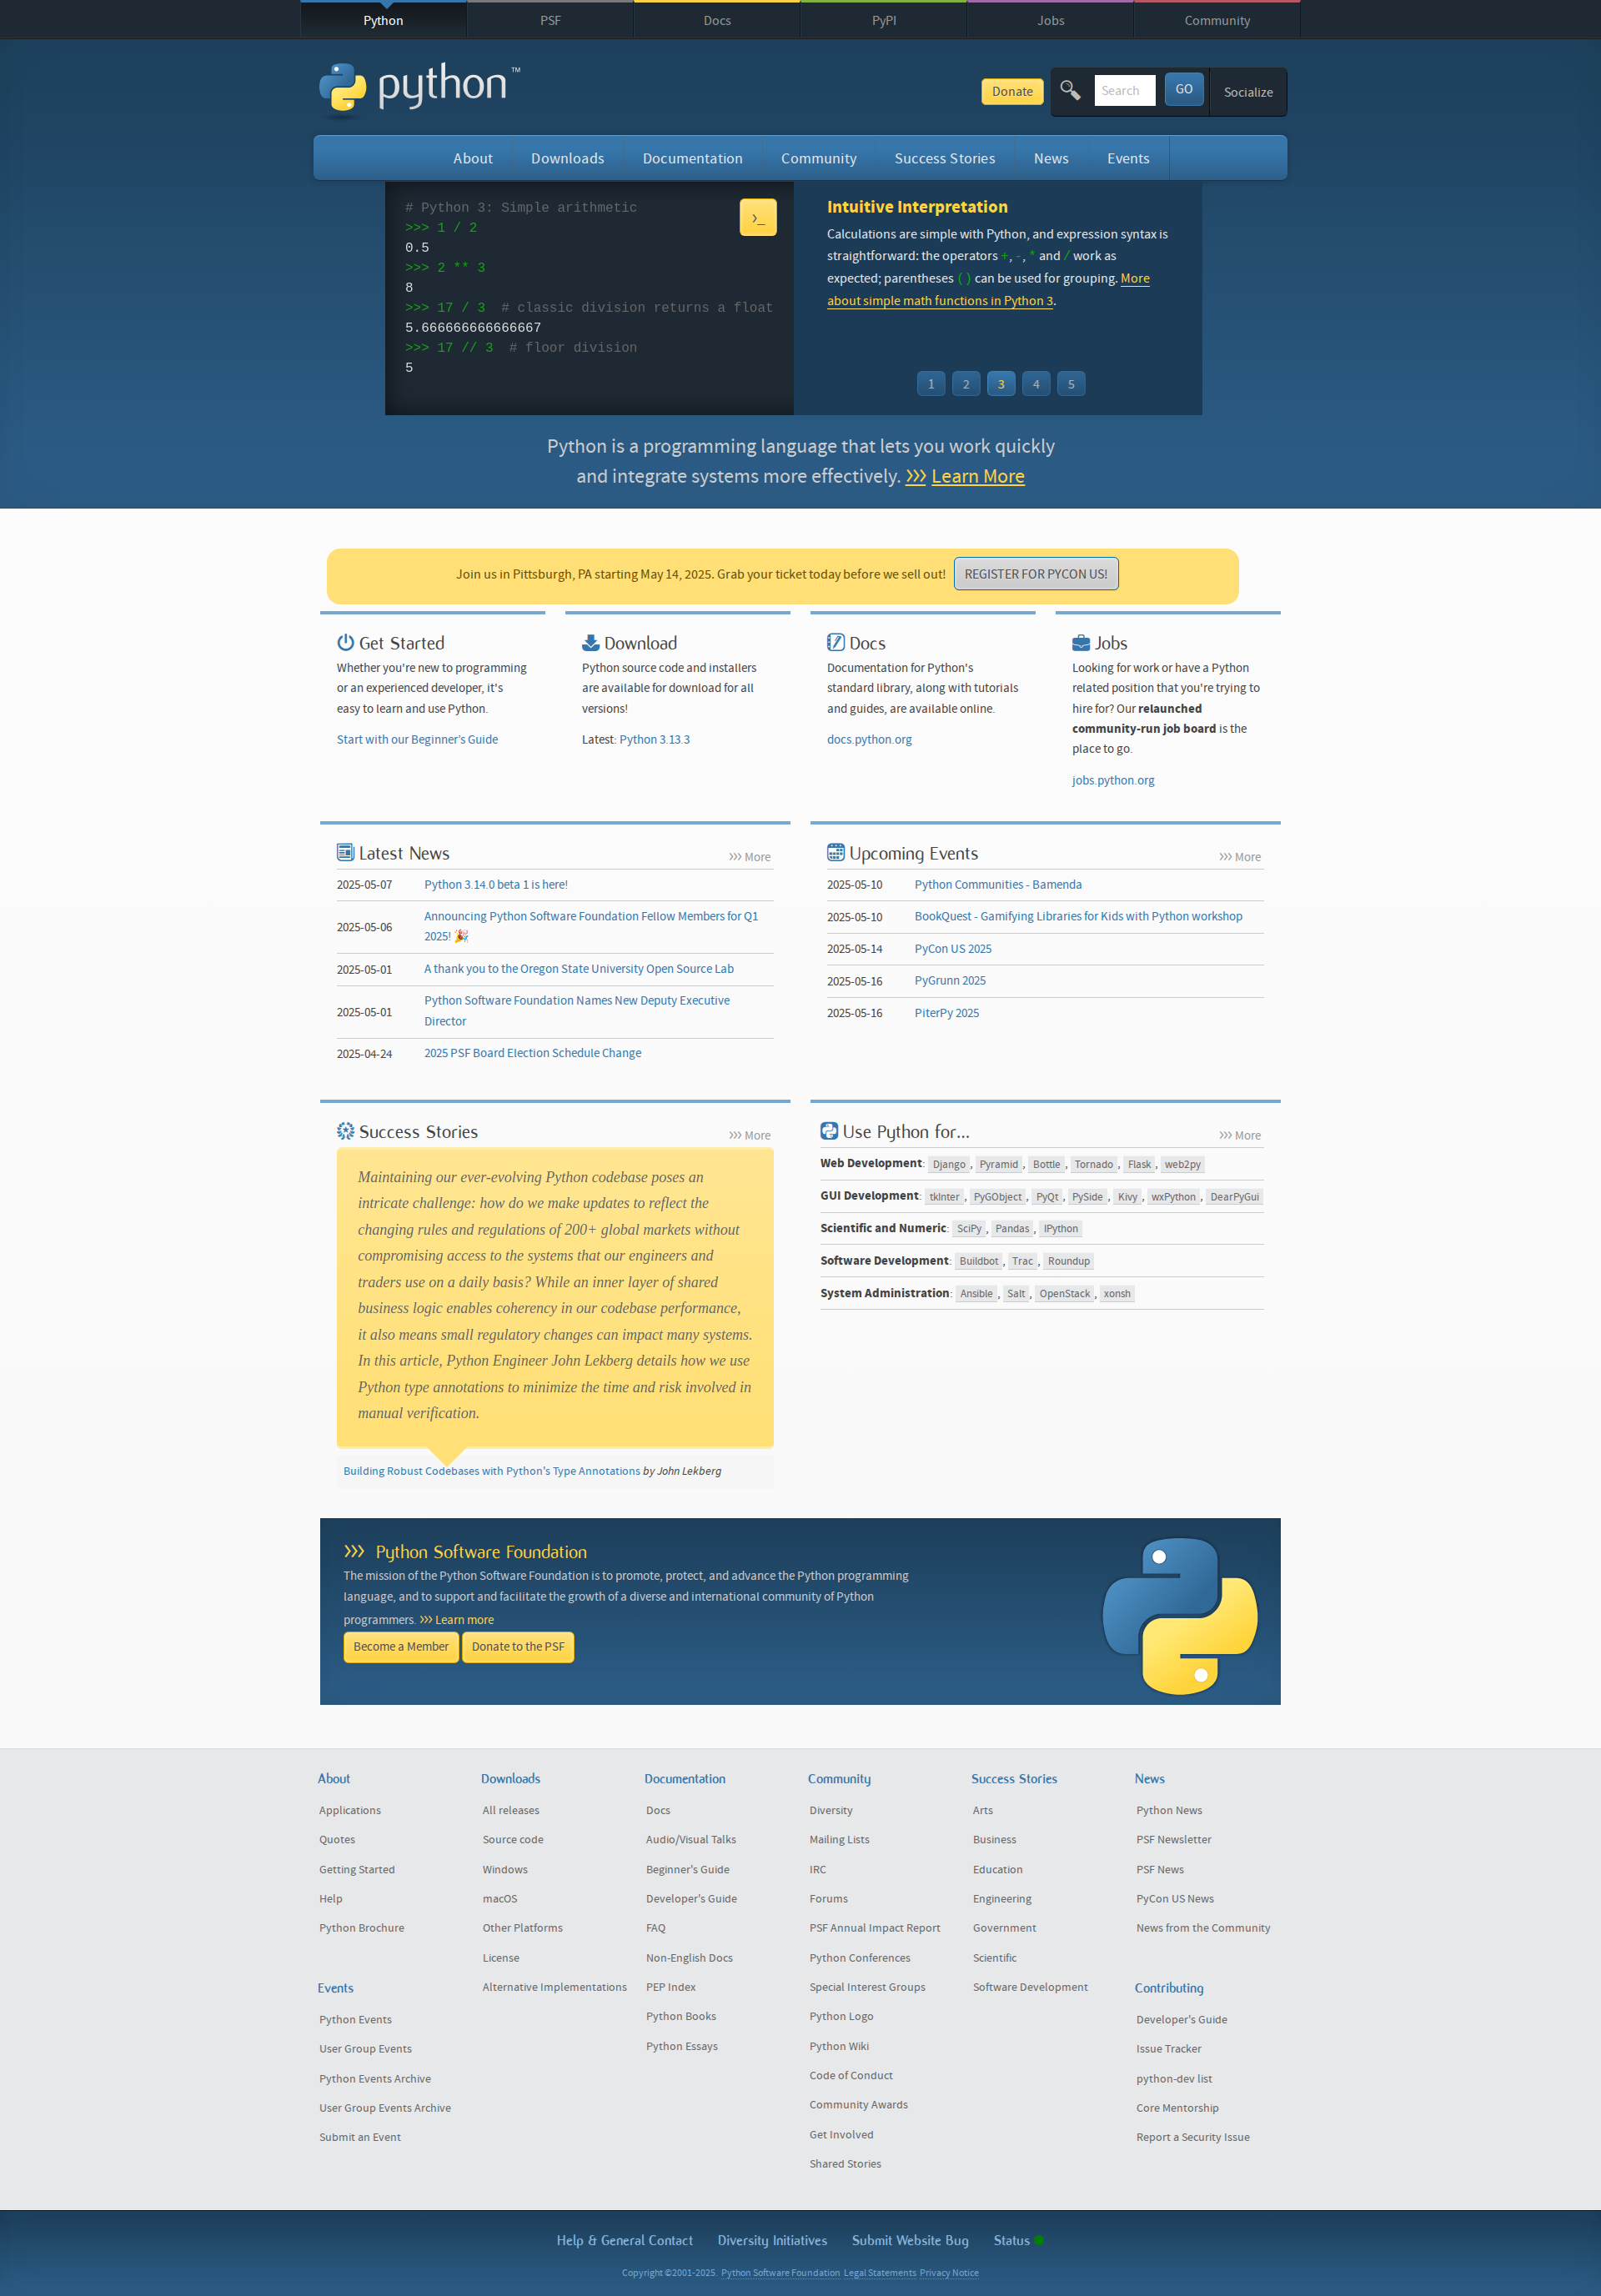 Python
PSF
Docs
PyPI
Jobs
Community
python™
Donate
Search
GO
Socialize
About
Downloads
Documentation
Community
Success Stories
News
Events
# Python 3: Simple arithmetic
>>> 1 / 2
0.5
>>> 2 ** 3
8
>>> 17 / 3  # classic division returns a float
5.666666666666667
>>> 17 // 3  # floor division
5
>_
Intuitive Interpretation
Calculations are simple with Python, and expression syntax is
straightforward: the operators +, -, * and / work as
expected; parentheses () can be used for grouping. More
about simple math functions in Python 3.
1
2
3
4
5
Python is a programming language that lets you work quickly
and integrate systems more effectively. >>> Learn More
Join us in Pittsburgh, PA starting May 14, 2025. Grab your ticket today before we sell out! REGISTER FOR PYCON US!
Get Started
Whether you're new to programming
or an experienced developer, it's
easy to learn and use Python.
Start with our Beginner's Guide
Download
Python source code and installers
are available for download for all
versions!
Latest: Python 3.13.3
Docs
Documentation for Python's
standard library, along with tutorials
and guides, are available online.
docs.python.org
Jobs
Looking for work or have a Python
related position that you're trying to
hire for? Our relaunched
community-run job board is the
place to go.
jobs.python.org
Latest News
>>> More
2025-05-07 Python 3.14.0 beta 1 is here!
2025-05-06 Announcing Python Software Foundation Fellow Members for Q1
2025! 🎉
2025-05-01 A thank you to the Oregon State University Open Source Lab
2025-05-01 Python Software Foundation Names New Deputy Executive
Director
2025-04-24 2025 PSF Board Election Schedule Change
Upcoming Events
>>> More
2025-05-10 Python Communities - Bamenda
2025-05-10 BookQuest - Gamifying Libraries for Kids with Python workshop
2025-05-14 PyCon US 2025
2025-05-16 PyGrunn 2025
2025-05-16 PiterPy 2025
Success Stories
>>> More
Maintaining our ever-evolving Python codebase poses an
intricate challenge: how do we make updates to reflect the
changing rules and regulations of 200+ global markets without
compromising access to the systems that our engineers and
traders use on a daily basis? While an inner layer of shared
business logic enables coherency in our codebase performance,
it also means small regulatory changes can impact many systems.
In this article, Python Engineer John Lekberg details how we use
Python type annotations to minimize the time and risk involved in
manual verification.
Building Robust Codebases with Python's Type Annotations by John Lekberg
Use Python for...
>>> More
Web Development: Django, Pyramid, Bottle, Tornado, Flask, web2py
GUI Development: tkInter, PyGObject, PyQt, PySide, Kivy, wxPython, DearPyGui
Scientific and Numeric: SciPy, Pandas, IPython
Software Development: Buildbot, Trac, Roundup
System Administration: Ansible, Salt, OpenStack, xonsh
>>> Python Software Foundation
The mission of the Python Software Foundation is to promote, protect, and advance the Python programming
language, and to support and facilitate the growth of a diverse and international community of Python
programmers. >>> Learn more
Become a Member
Donate to the PSF
About
Applications
Quotes
Getting Started
Help
Python Brochure
Downloads
All releases
Source code
Windows
macOS
Other Platforms
License
Alternative Implementations
Documentation
Docs
Audio/Visual Talks
Beginner's Guide
Developer's Guide
FAQ
Non-English Docs
PEP Index
Python Books
Python Essays
Community
Diversity
Mailing Lists
IRC
Forums
PSF Annual Impact Report
Python Conferences
Special Interest Groups
Python Logo
Python Wiki
Code of Conduct
Community Awards
Get Involved
Shared Stories
Success Stories
Arts
Business
Education
Engineering
Government
Scientific
Software Development
News
Python News
PSF Newsletter
PSF News
PyCon US News
News from the Community
Events
Python Events
User Group Events
Python Events Archive
User Group Events Archive
Submit an Event
Contributing
Developer's Guide
Issue Tracker
python-dev list
Core Mentorship
Report a Security Issue
Help & General Contact
Diversity Initiatives
Submit Website Bug
Status
Copyright ©2001-2025. Python Software Foundation Legal Statements Privacy Notice